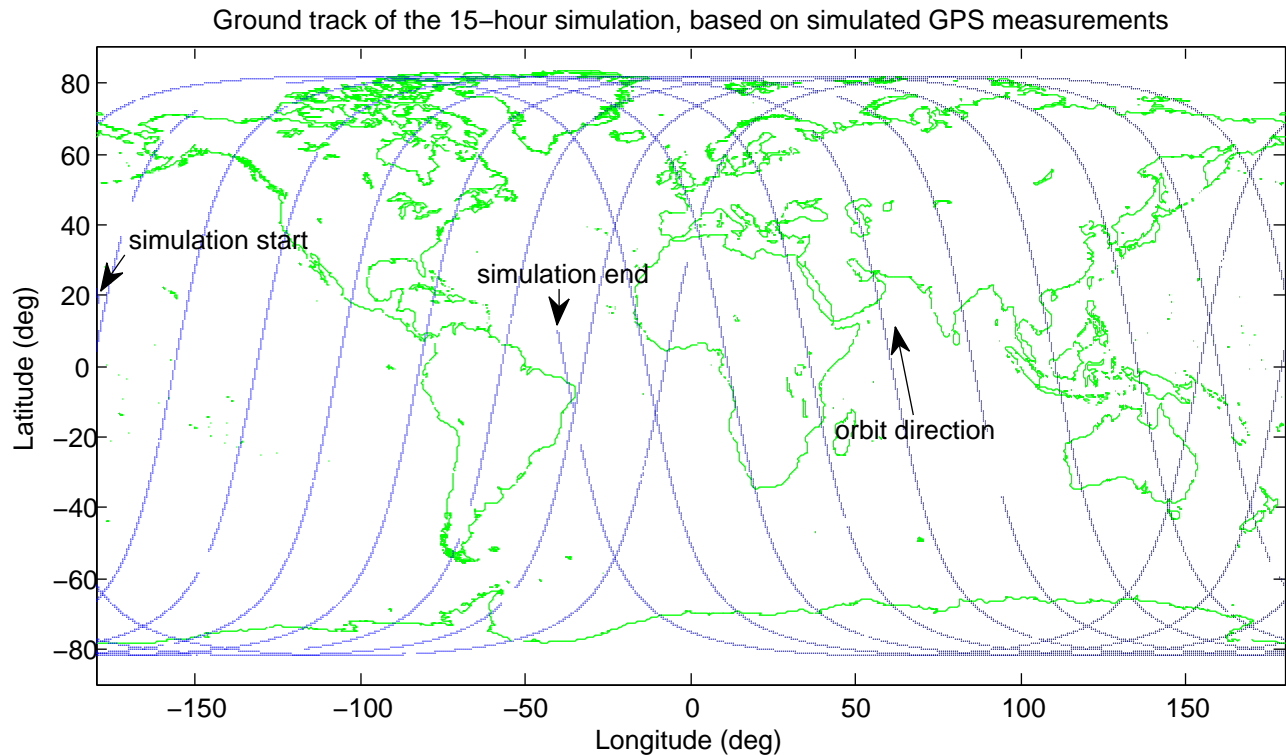 Ground track of the 15−hour simulation, based on simulated GPS measurements
80
60
40
20
0
−20
−40
−60
−80
Latitude (deg)
simulation start
simulation end
orbit direction
−150
−100
−50
0
50
100
150
Longitude (deg)